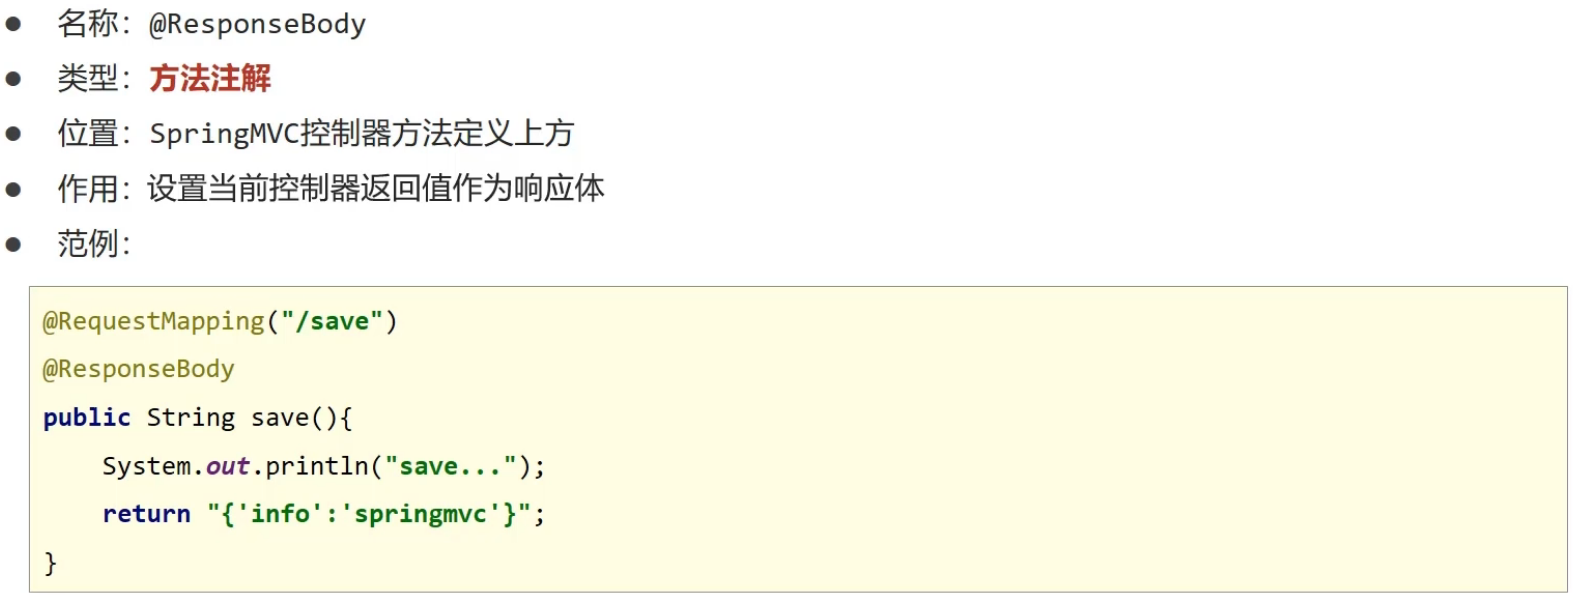 ● 名称：@ResponseBody
● 类型：方法注解
● 位置：SpringMVC控制器方法定义上方
● 作用：设置当前控制器返回值作为响应体
● 范例：
@RequestMapping("/save")
@ResponseBody
public String save(){
    System.out.println("save...");
    return "{'info':'springmvc'}";
}